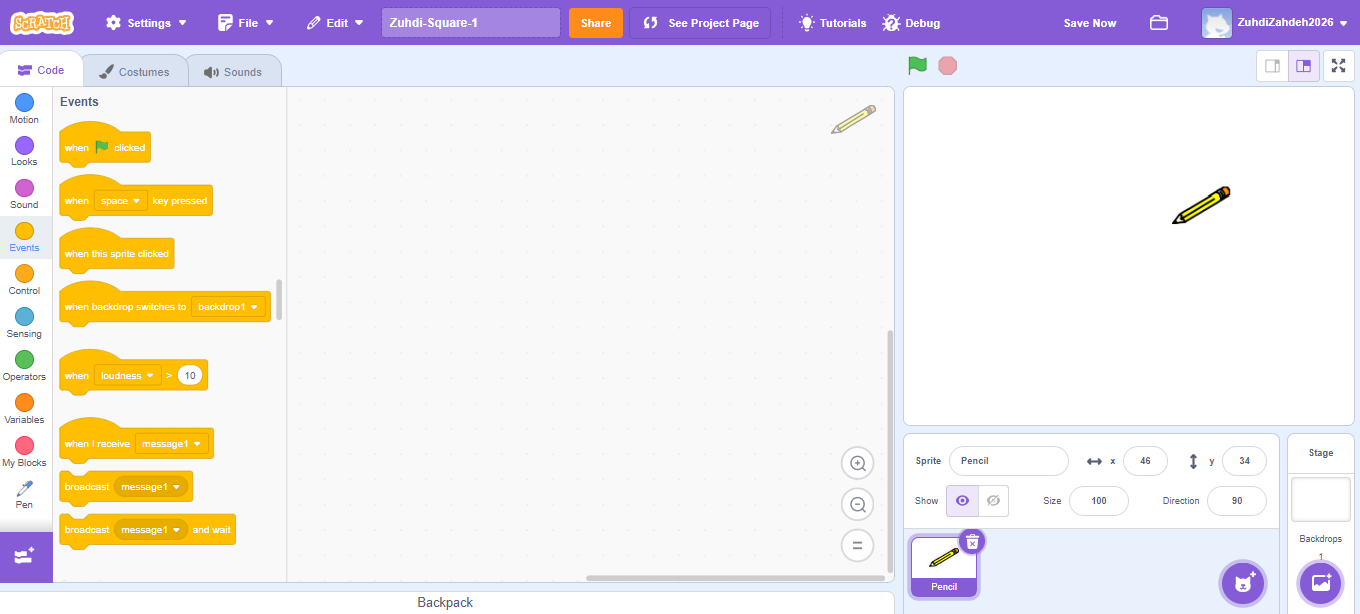 SCRATCH Settings File Edit Zuhdi-Square-1 Share See Project Page Tutorials Debug Save Now ZuhdiZahdeh2026
Code Costumes Sounds
Motion
Looks
Sound
Events
Control
Sensing
Operators
Variables
My Blocks
Pen
Events
when clicked
when space key pressed
when this sprite clicked
when backdrop switches to backdrop1
when loudness > 10
when I receive message1
broadcast message1
broadcast message1 and wait
Backpack
Sprite Pencil x 46 y 34
Show Size 100 Direction 90
Pencil
Stage
Backdrops
1